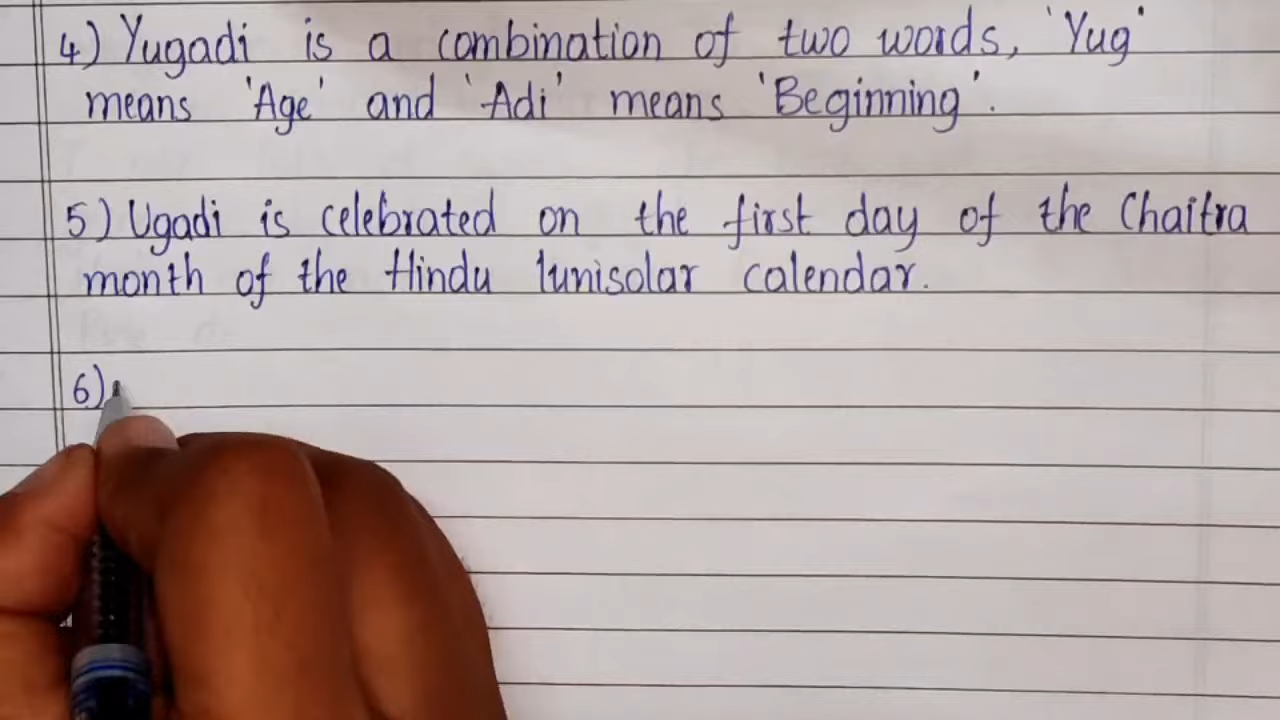 4) Yugadi is a combination of two words, 'Yug'
means 'Age' and 'Adi' means 'Beginning'.
5) Ugadi is celebrated on the first day of the Chaitra
month of the Hindu lunisolar calendar.
6)